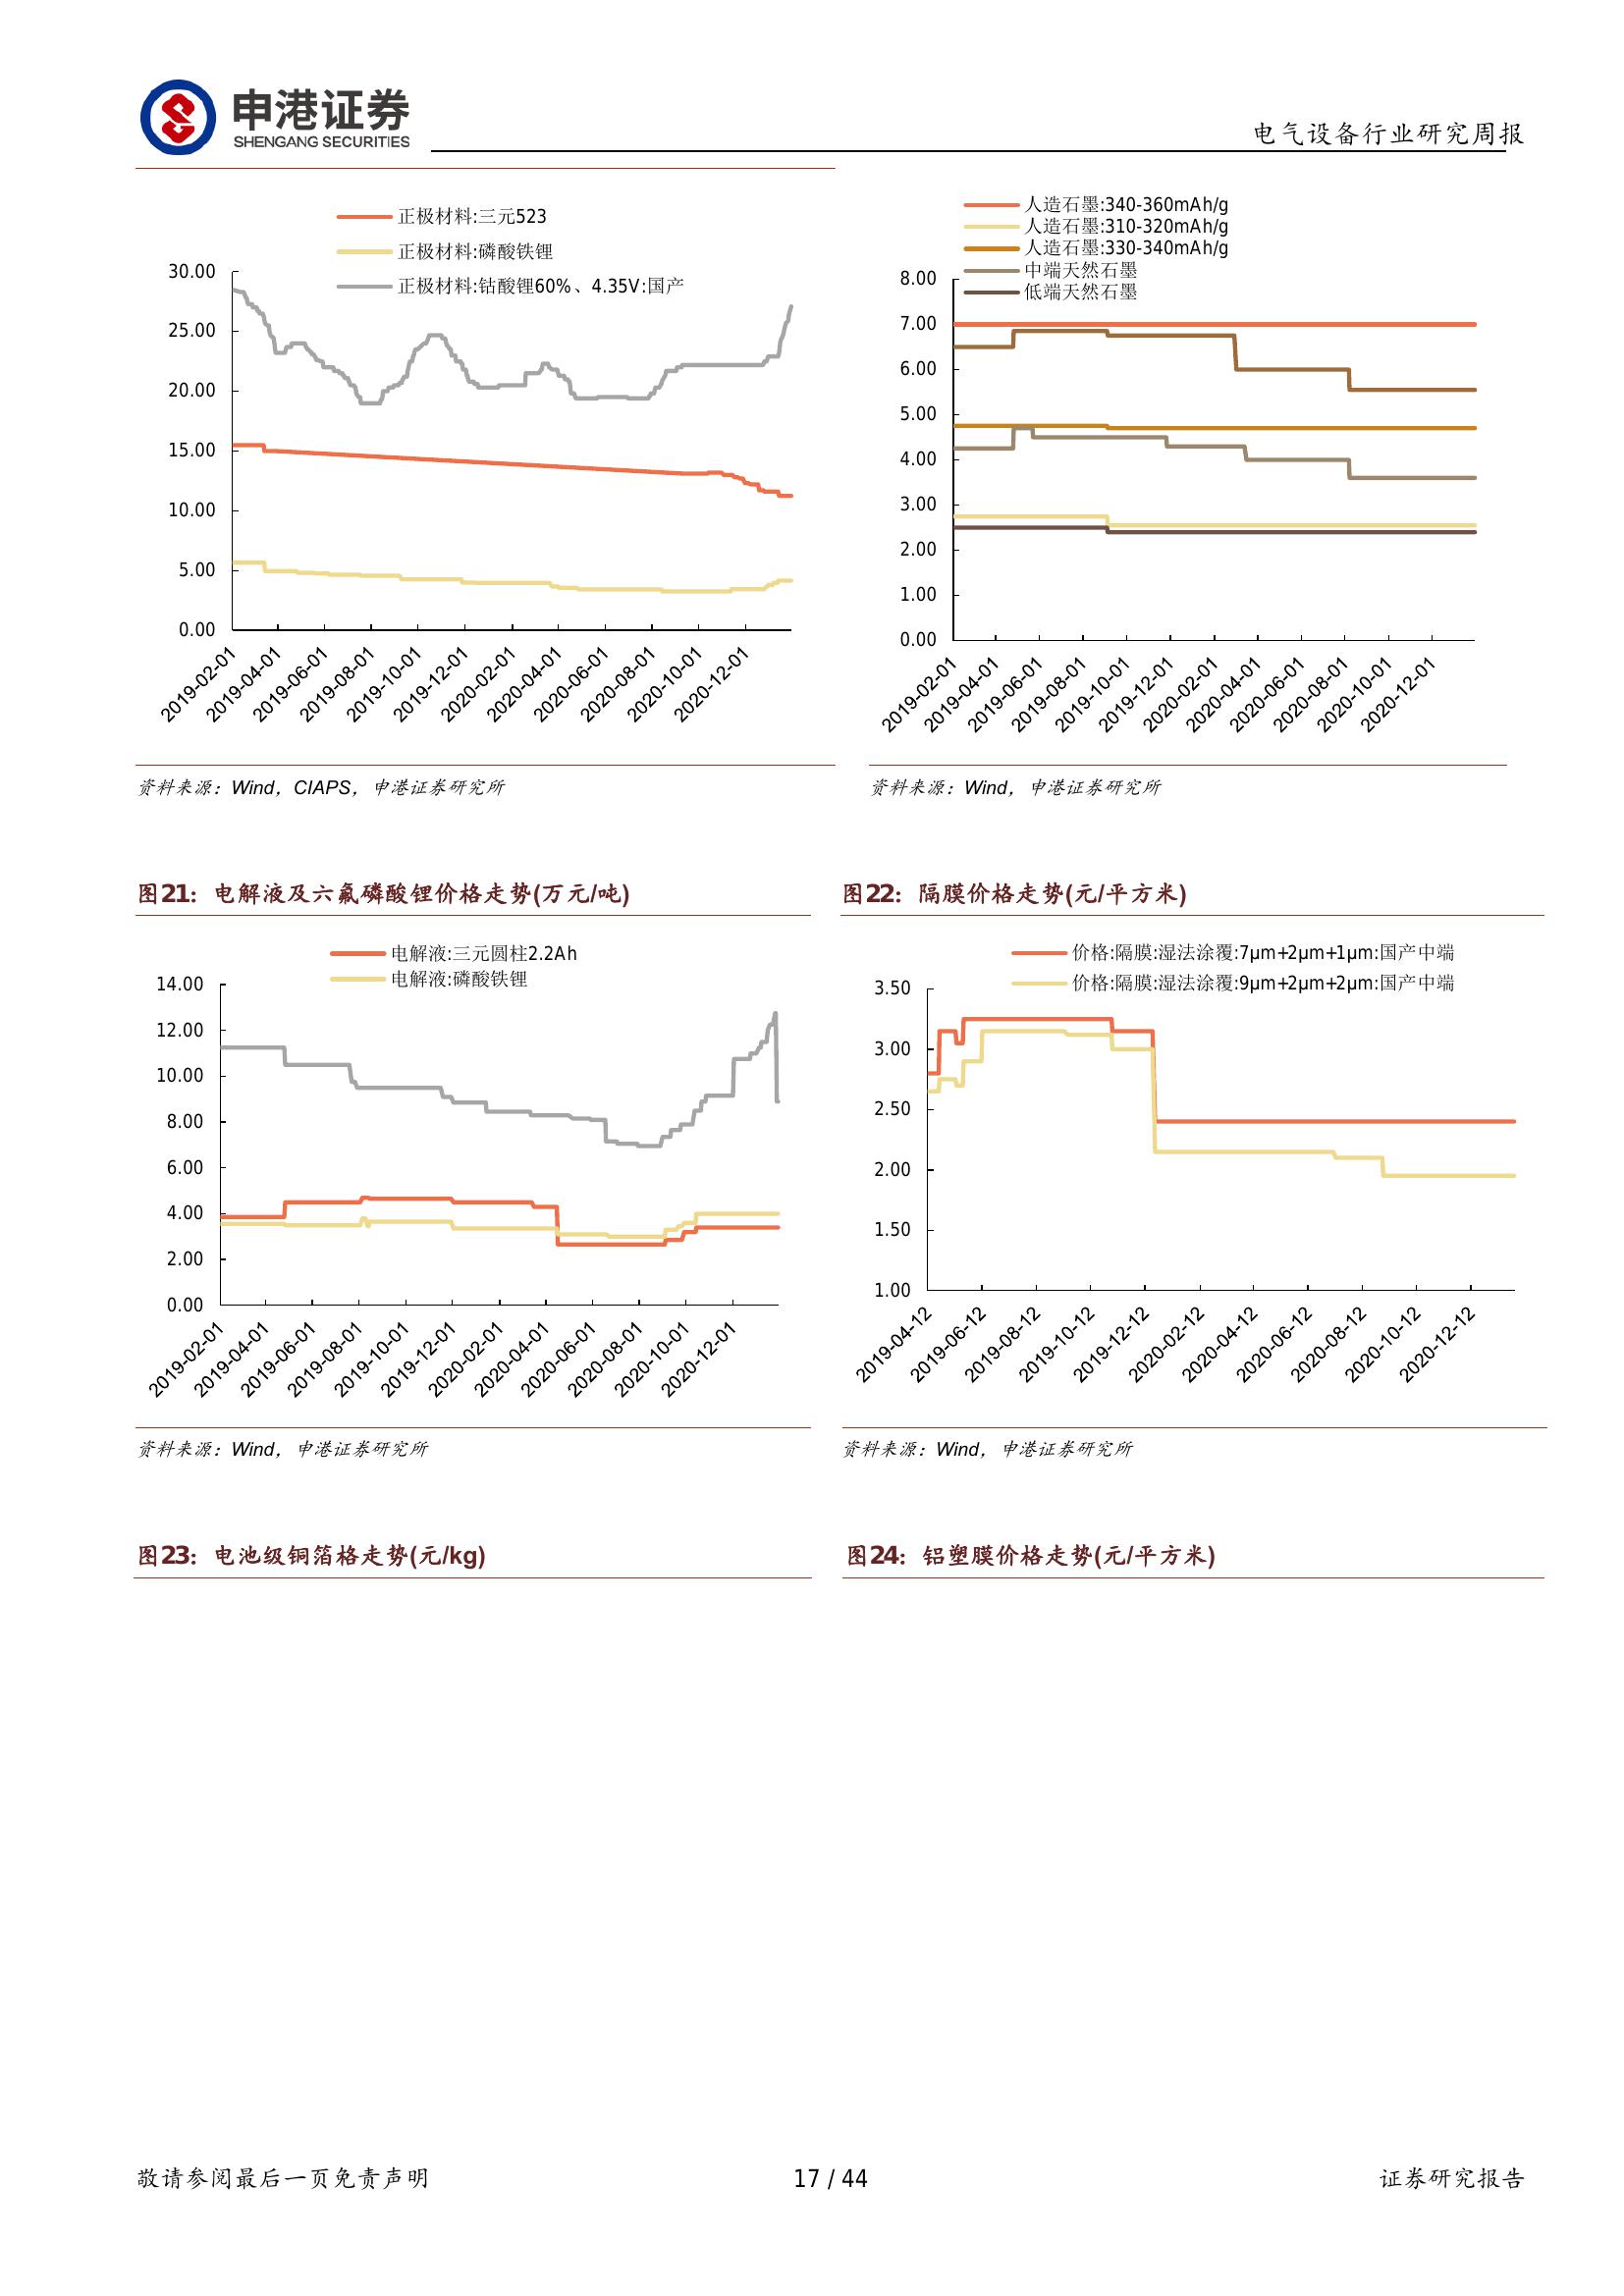 申港证券
SHENGANG SECURITIES
电气设备行业研究周报
正极材料:三元523
正极材料:磷酸铁锂
正极材料:钴酸锂60%、4.35V:国产
30.00
25.00
20.00
15.00
10.00
5.00
0.00
2019-02-01
2019-04-01
2019-06-01
2019-08-01
2019-10-01
2019-12-01
2020-02-01
2020-04-01
2020-06-01
2020-08-01
2020-10-01
2020-12-01
资料来源：Wind，CIAPS，申港证券研究所
人造石墨:340-360mAh/g
人造石墨:310-320mAh/g
人造石墨:330-340mAh/g
中端天然石墨
低端天然石墨
8.00
7.00
6.00
5.00
4.00
3.00
2.00
1.00
0.00
2019-02-01
2019-04-01
2019-06-01
2019-08-01
2019-10-01
2019-12-01
2020-02-01
2020-04-01
2020-06-01
2020-08-01
2020-10-01
2020-12-01
资料来源：Wind，申港证券研究所
图21：电解液及六氟磷酸锂价格走势(万元/吨)
电解液:三元圆柱2.2Ah
电解液:磷酸铁锂
14.00
12.00
10.00
8.00
6.00
4.00
2.00
0.00
2019-02-01
2019-04-01
2019-06-01
2019-08-01
2019-10-01
2019-12-01
2020-02-01
2020-04-01
2020-06-01
2020-08-01
2020-10-01
2020-12-01
资料来源：Wind，申港证券研究所
图22：隔膜价格走势(元/平方米)
价格:隔膜:湿法涂覆:7μm+2μm+1μm:国产中端
价格:隔膜:湿法涂覆:9μm+2μm+2μm:国产中端
3.50
3.00
2.50
2.00
1.50
1.00
2019-04-12
2019-06-12
2019-08-12
2019-10-12
2019-12-12
2020-02-12
2020-04-12
2020-06-12
2020-08-12
2020-10-12
2020-12-12
资料来源：Wind，申港证券研究所
图23：电池级铜箔格走势(元/kg)
图24：铝塑膜价格走势(元/平方米)
敬请参阅最后一页免责声明
17 / 44
证券研究报告